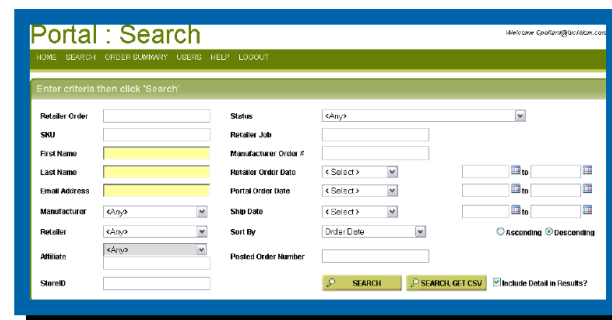 Portal : Search
HOME SEARCH ORDER SUMMARY USERS HELP LOGOUT
Enter criteria then click 'Search'.
Retailer Order Status <Any>
SKU Retailer Job
First Name Manufacturer Order #
Last Name Retailer Order Date < Select > to
Email Address Portal Order Date < Select > to
Manufacturer <Any> Ship Date < Select > to
Retailer <Any> Sort By Order Date Ascending Descending
Affiliate <Any> Posted Order Number
StoreID SEARCH SEARCH, GET CSV Include Detail in Results?